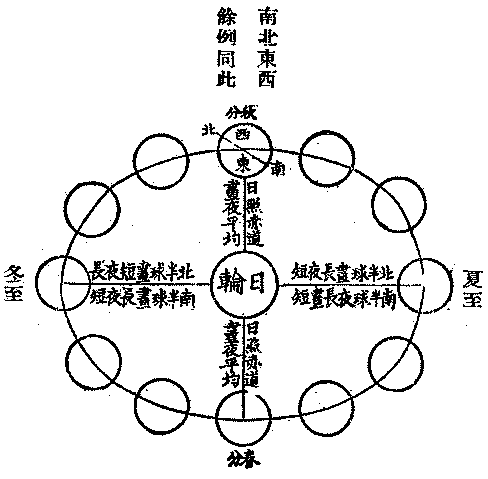 南北東西
餘例同此
秋分
北
西
東
南
日照赤道
晝夜平均
夏至
北半球晝長夜短
南半球夜長晝短
日輪
北半球晝短夜長
南半球晝長夜短
冬至
日照赤道
晝夜平均
春分